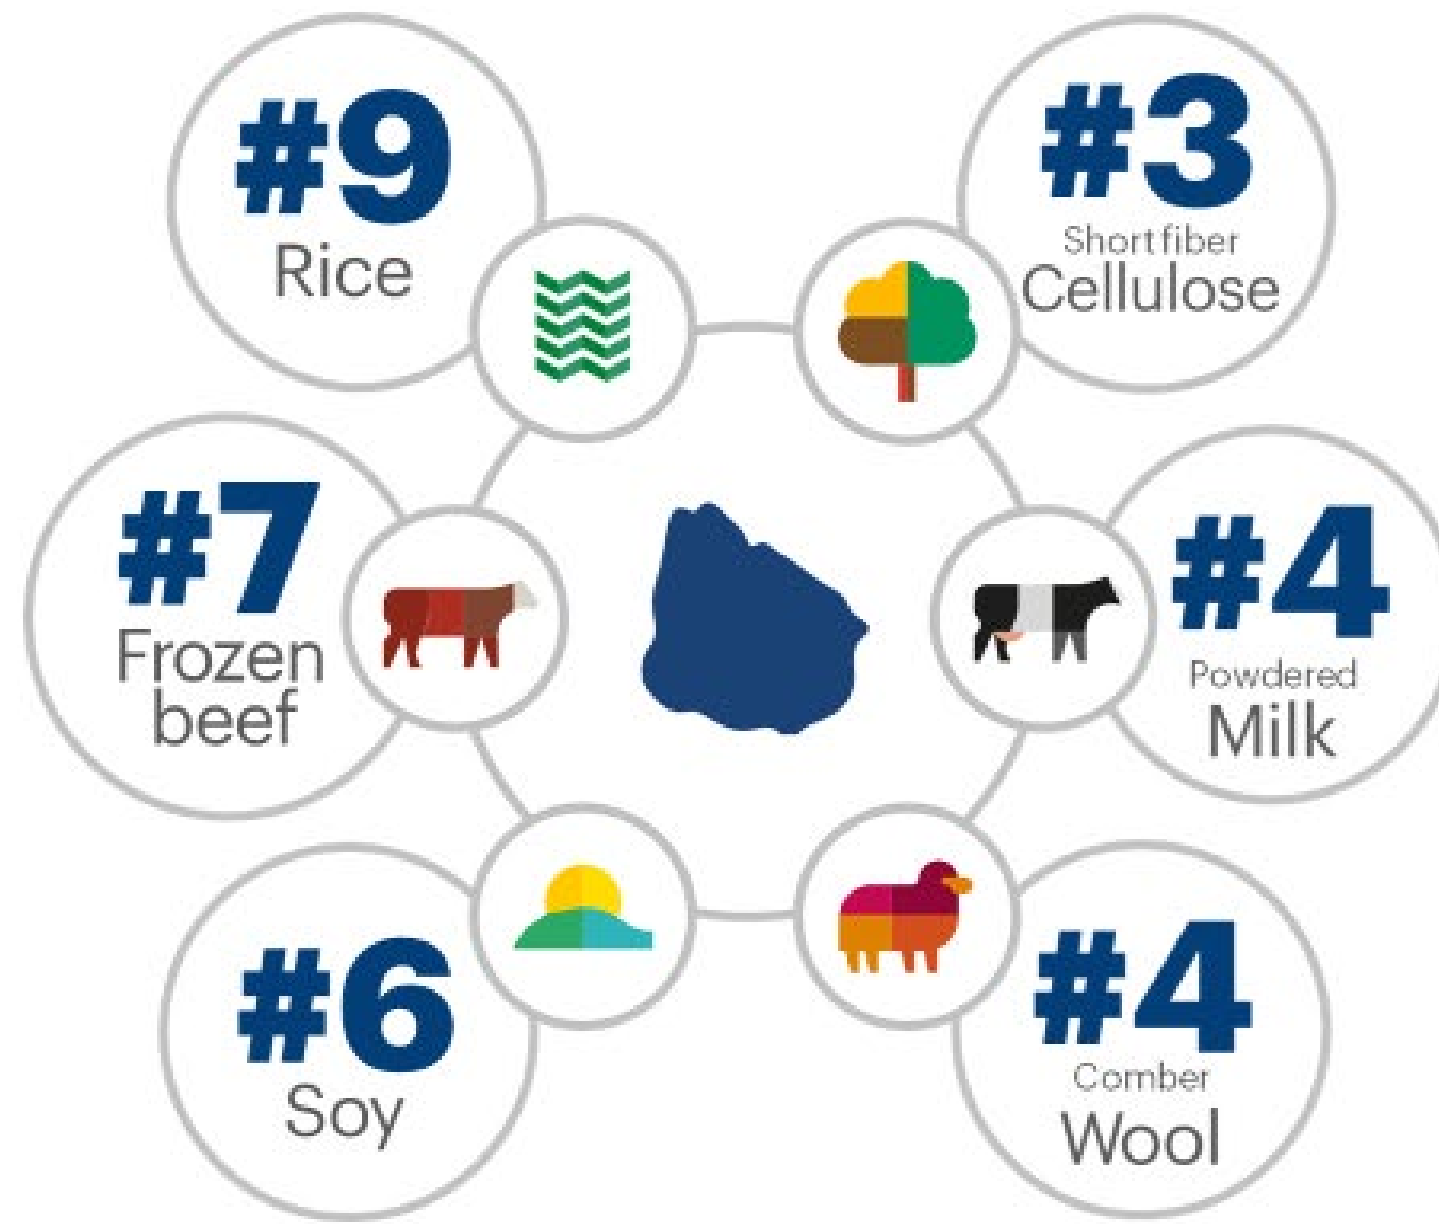 #9
Rice
#3
Short fiber
Cellulose
#7
Frozen
beef
#4
Powdered
Milk
#6
Soy
#4
Comber
Wool